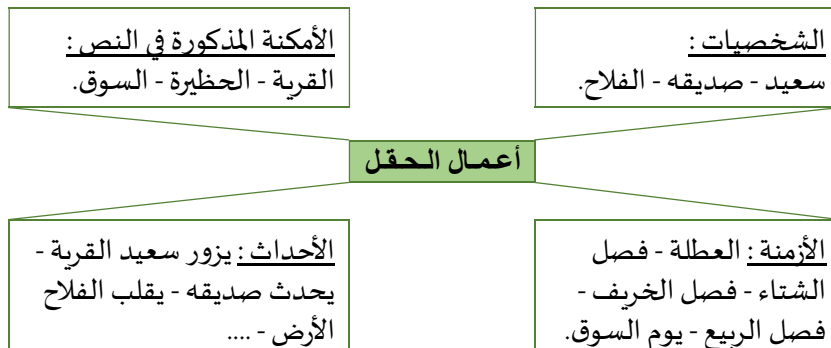 الشخصيات :
سعيد - صديقه - الفلاح.
الأمكنة المذكورة في النص :
القرية - الحظيرة - السوق.
أعمال الحقل
الأزمنة : العطلة - فصل
الشتاء - فصل الخريف -
فصل الربيع - يوم السوق.
الأحداث : يزور سعيد القرية -
يحدث صديقه - يقلب الفلاح
الأرض - ....